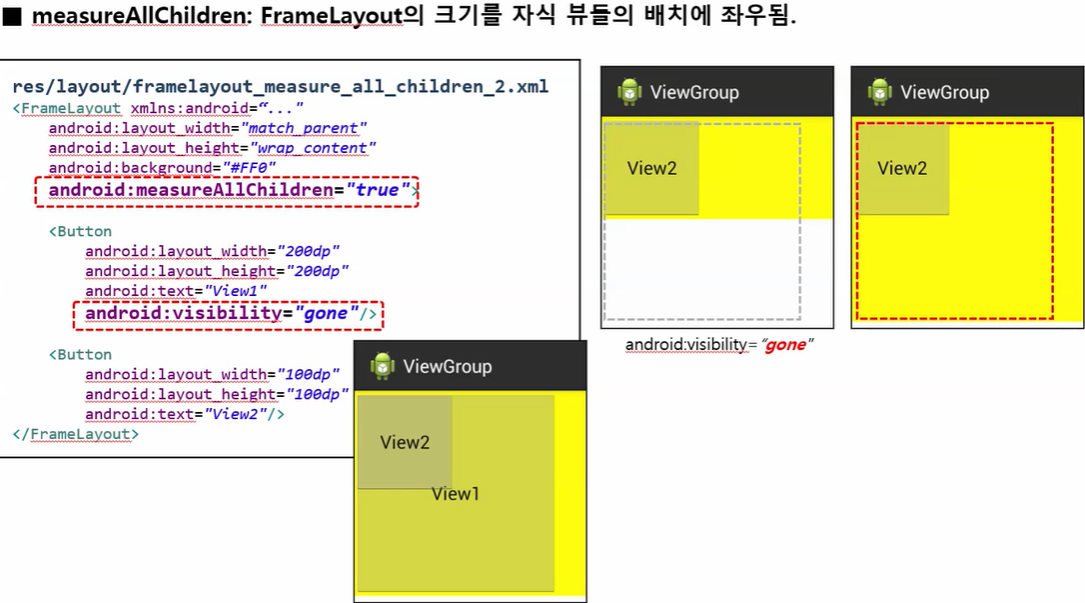 ■ measureAllChildren: FrameLayout의 크기를 자식 뷰들의 배치에 좌우됨.
res/layout/framelayout_measure_all_children_2.xml
<FrameLayout xmlns:android="..."
android:layout_width="match_parent"
android:layout_height="wrap_content"
android:background="#FF0"
android:measureAllChildren="true">
<Button
android:layout_width="200dp"
android:layout_height="200dp"
android:text="View1"
android:visibility="gone"/>
<Button
android:layout_width="100dp"
android:layout_height="100dp"
android:text="View2"/>
</FrameLayout>
ViewGroup
View2
View1
ViewGroup
View2
android:visibility="gone"
ViewGroup
View2